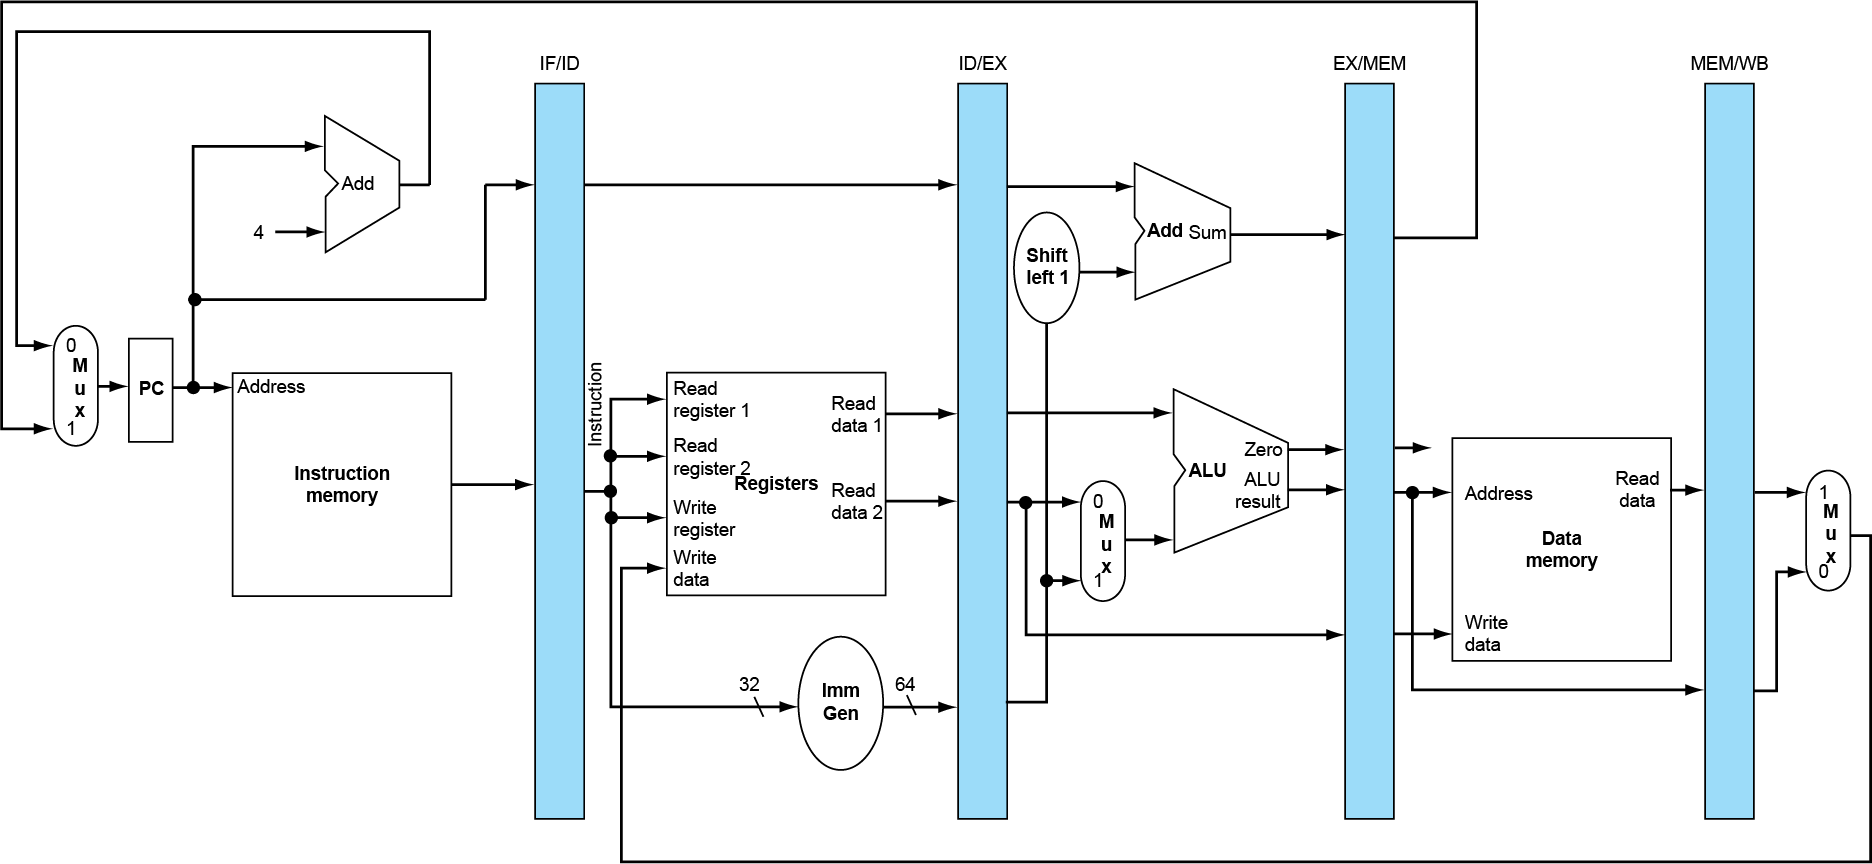 IF/ID
ID/EX
EX/MEM
MEM/WB
Add
4
Add Sum
Shift
left 1
0
M
u
x
1
PC
Address
Instruction
memory
Instruction
Read
register 1
Read
register 2
Write
register
Write
data
Registers
Read
data 1
Read
data 2
32
Imm
Gen
64
0
M
u
x
1
ALU
Zero
ALU
result
Address
Read
data
Data
memory
Write
data
1
M
u
x
0